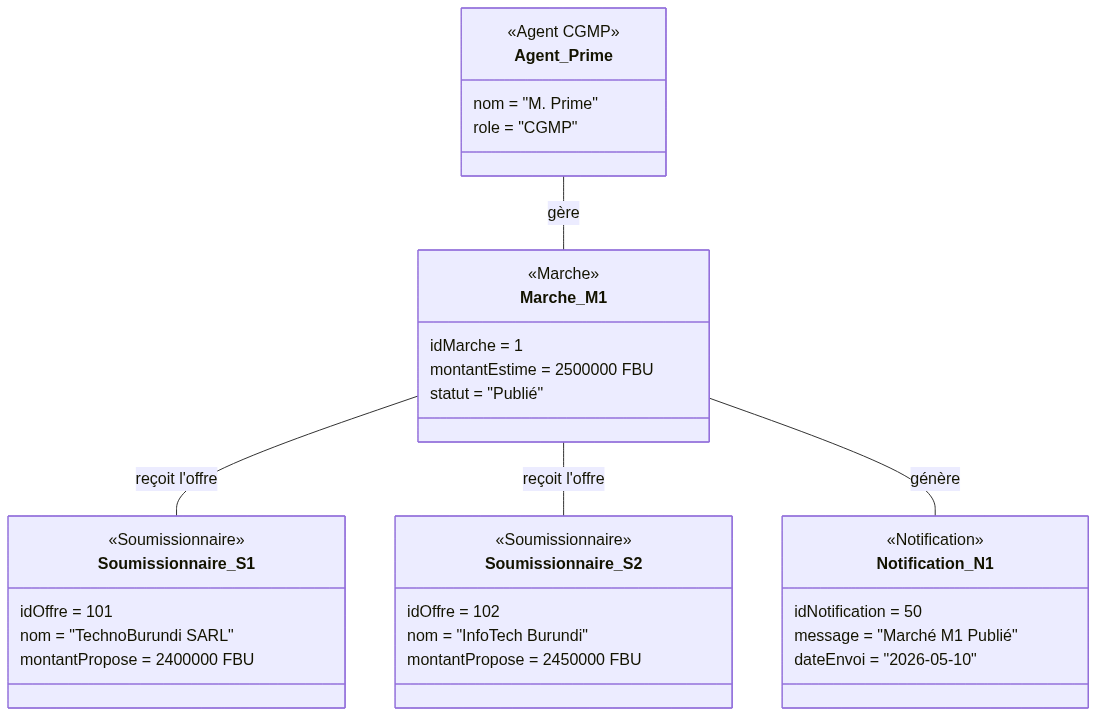 «Agent CGMP»
Agent_Prime
nom = "M. Prime"
role = "CGMP"
gère
«Marche»
Marche_M1
idMarche = 1
montantEstime = 2500000 FBU
statut = "Publié"
reçoit l'offre
reçoit l'offre
génère
«Soumissionnaire»
Soumissionnaire_S1
idOffre = 101
nom = "TechnoBurundi SARL"
montantPropose = 2400000 FBU
«Soumissionnaire»
Soumissionnaire_S2
idOffre = 102
nom = "InfoTech Burundi"
montantPropose = 2450000 FBU
«Notification»
Notification_N1
idNotification = 50
message = "Marché M1 Publié"
dateEnvoi = "2026-05-10"